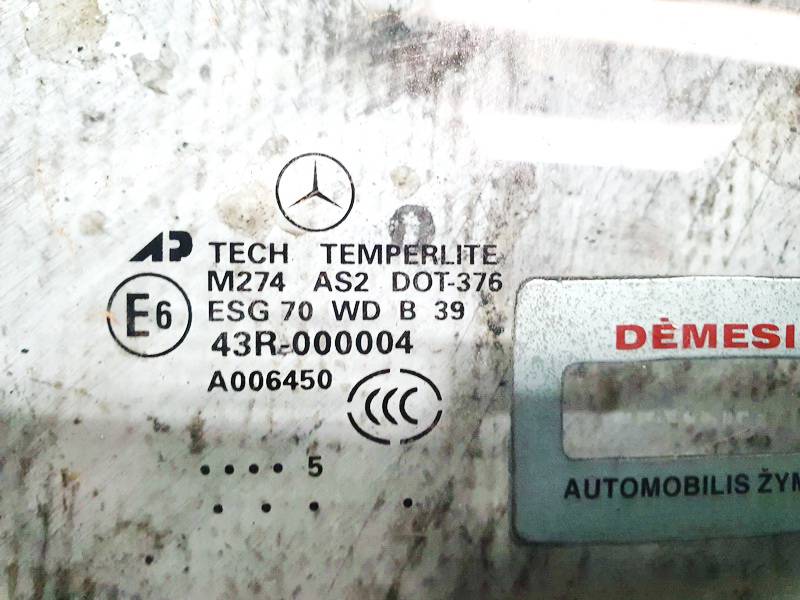 AP TECH TEMPERLITE
M274 AS2 DOT-376
E6
ESG 70 WD B 39
43R-000004
A006450
CCC
.... 5
DĖMESI
AUTOMOBILIS ŽYM